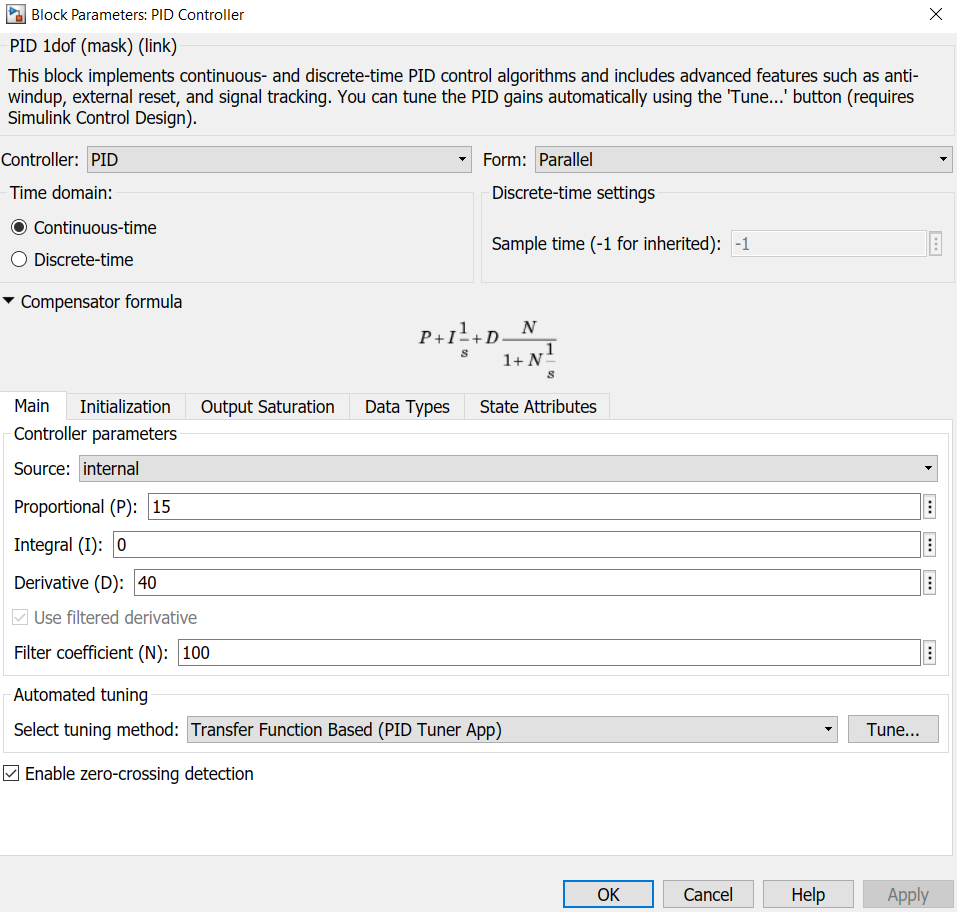 Block Parameters: PID Controller
PID 1dof (mask) (link)
This block implements continuous- and discrete-time PID control algorithms and includes advanced features such as anti-
windup, external reset, and signal tracking. You can tune the PID gains automatically using the 'Tune...' button (requires
Simulink Control Design).
Controller: PID Form: Parallel
Time domain: Discrete-time settings
Continuous-time
Sample time (-1 for inherited): -1
Discrete-time
Compensator formula
P + I 1/s + D N/(1 + N 1/s)
Main Initialization Output Saturation Data Types State Attributes
Controller parameters
Source: internal
Proportional (P): 15
Integral (I): 0
Derivative (D): 40
Use filtered derivative
Filter coefficient (N): 100
Automated tuning
Select tuning method: Transfer Function Based (PID Tuner App) Tune...
Enable zero-crossing detection
OK Cancel Help Apply